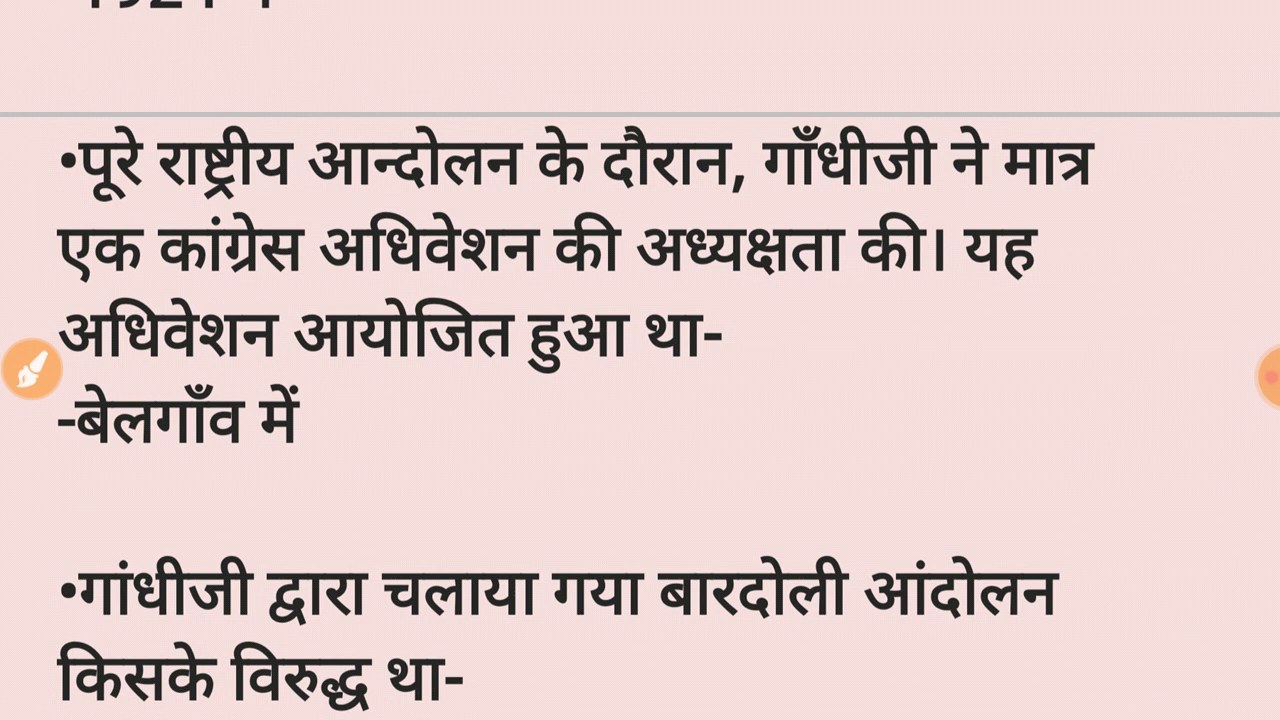 •पूरे राष्ट्रीय आन्दोलन के दौरान, गाँधीजी ने मात्र
एक कांग्रेस अधिवेशन की अध्यक्षता की। यह
अधिवेशन आयोजित हुआ था-
-बेलगाँव में
•गांधीजी द्वारा चलाया गया बारदोली आंदोलन
किसके विरुद्ध था-